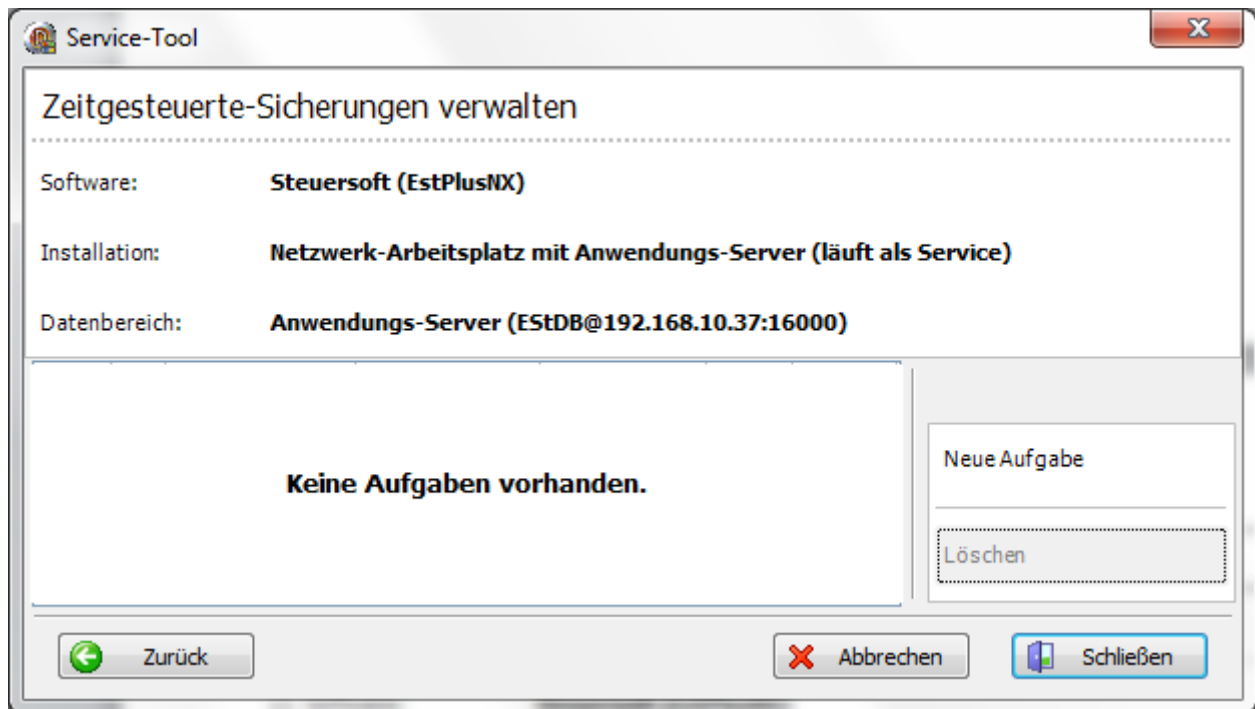 Service-Tool
Zeitgesteuerte-Sicherungen verwalten
Software: Steuersoft (EstPlusNX)
Installation: Netzwerk-Arbeitsplatz mit Anwendungs-Server (läuft als Service)
Datenbereich: Anwendungs-Server (EStDB@192.168.10.37:16000)
Keine Aufgaben vorhanden.
Neue Aufgabe
Löschen
Zurück
Abbrechen
Schließen